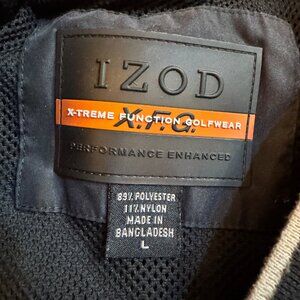 IZOD
X.F.G.
X-TREME FUNCTION GOLFWEAR
PERFORMANCE ENHANCED
89% POLYESTER
11% NYLON
MADE IN
BANGLADESH
L